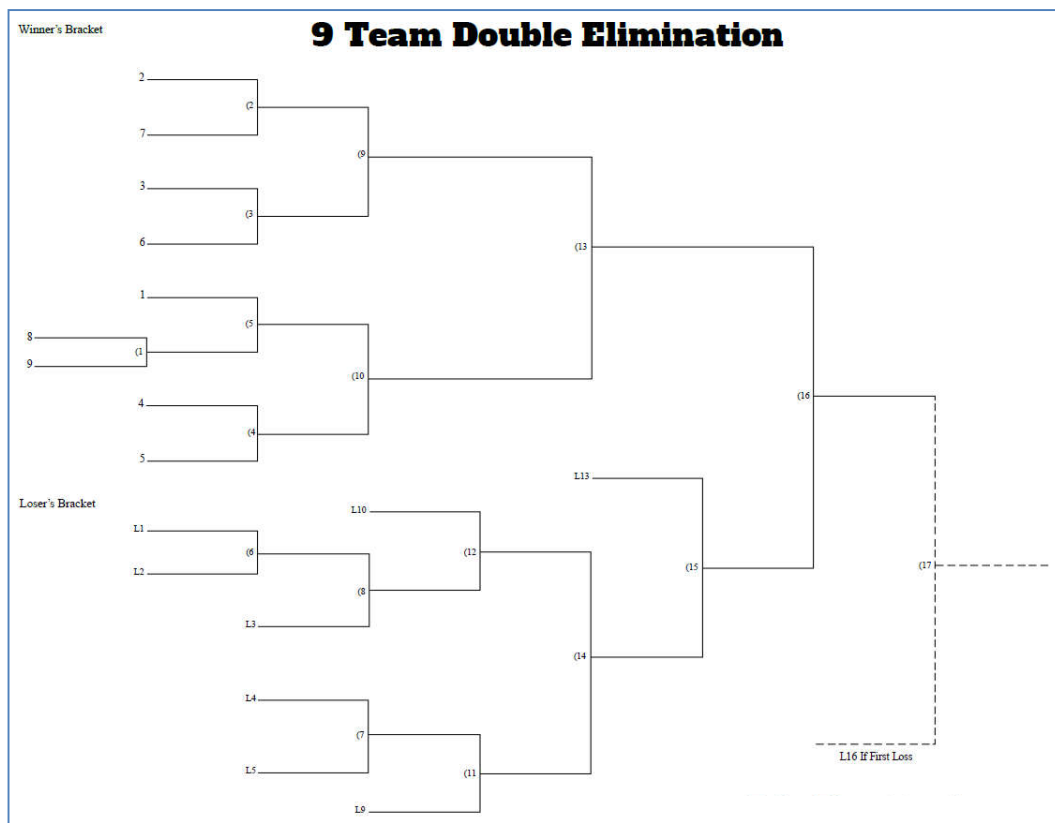 Winner's Bracket
9 Team Double Elimination
2
(2
7
(9
3
(3
6
(13
1
(5
8
(1
9
(10
4
(4
5
(16
L13
Loser's Bracket
L10
L1
(6
(12
L2
(8
(15
(17
L3
(14
L4
(7
L5
(11
L16 If First Loss
L9